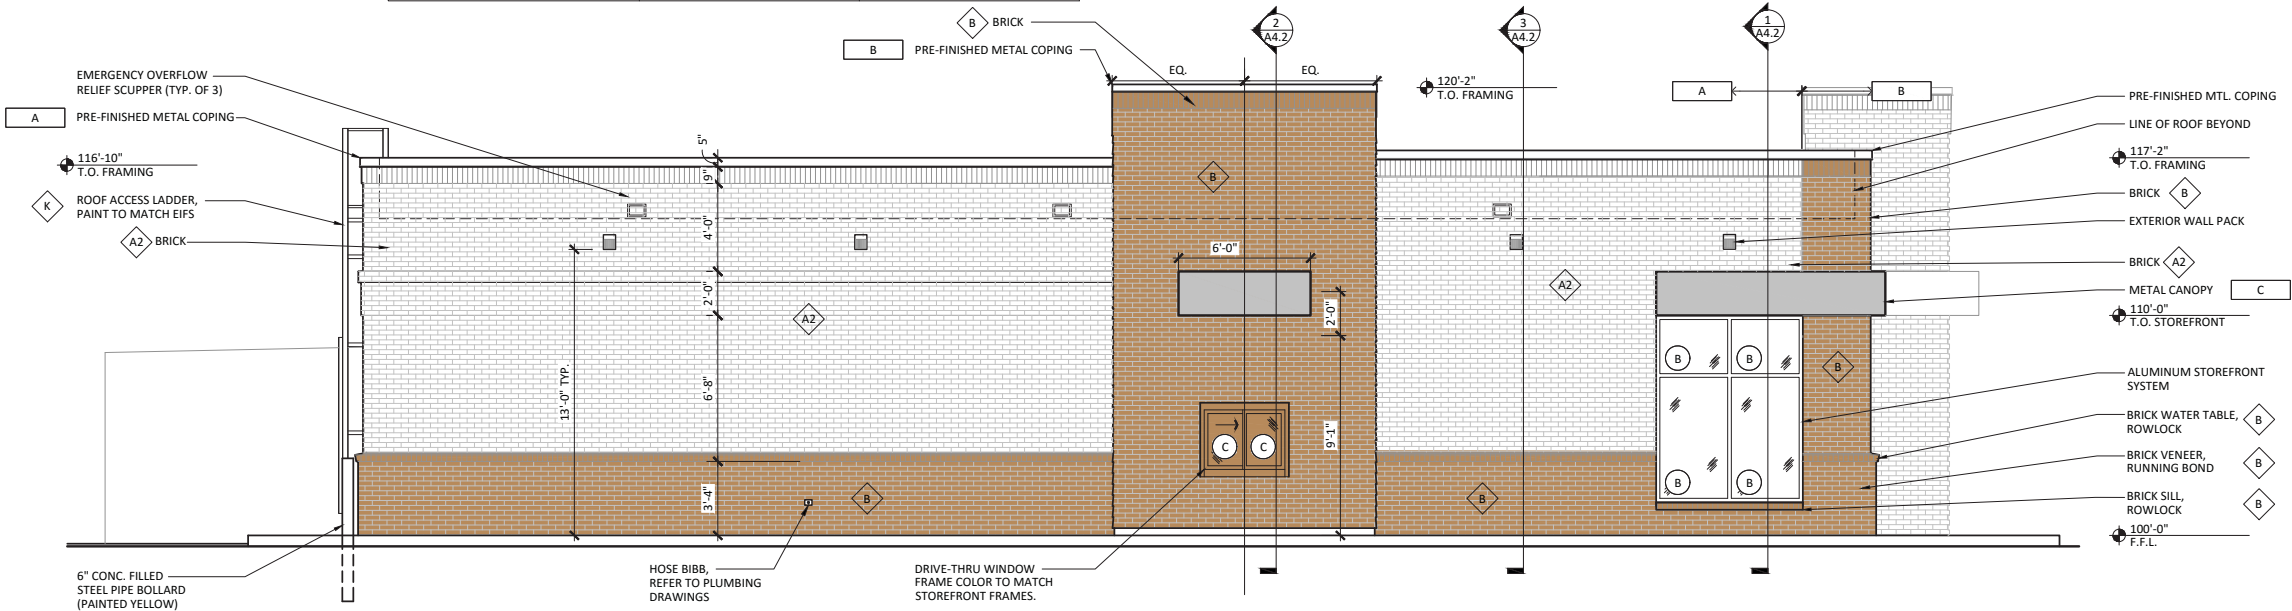 B BRICK
B PRE-FINISHED METAL COPING
2
A4.2
3
A4.2
1
A4.2
EQ. EQ.
120'-2"
T.O. FRAMING
A B
EMERGENCY OVERFLOW
RELIEF SCUPPER (TYP. OF 3)
A PRE-FINISHED METAL COPING
116'-10"
T.O. FRAMING
K ROOF ACCESS LADDER,
PAINT TO MATCH EIFS
A2 BRICK
5"
9"
4'-0"
2'-0"
6'-8"
3'-4"
13'-0" TYP.
A2
B
B
6'-0"
2'-0"
9'-1"
C C
A2
B
B B
B B
B
PRE-FINISHED MTL. COPING
LINE OF ROOF BEYOND
117'-2"
T.O. FRAMING
BRICK B
EXTERIOR WALL PACK
BRICK A2
METAL CANOPY C
110'-0"
T.O. STOREFRONT
ALUMINUM STOREFRONT
SYSTEM
BRICK WATER TABLE,
ROWLOCK B
BRICK VENEER,
RUNNING BOND B
BRICK SILL,
ROWLOCK B
100'-0"
F.F.L.
6" CONC. FILLED
STEEL PIPE BOLLARD
(PAINTED YELLOW)
HOSE BIBB,
REFER TO PLUMBING
DRAWINGS
DRIVE-THRU WINDOW
FRAME COLOR TO MATCH
STOREFRONT FRAMES.